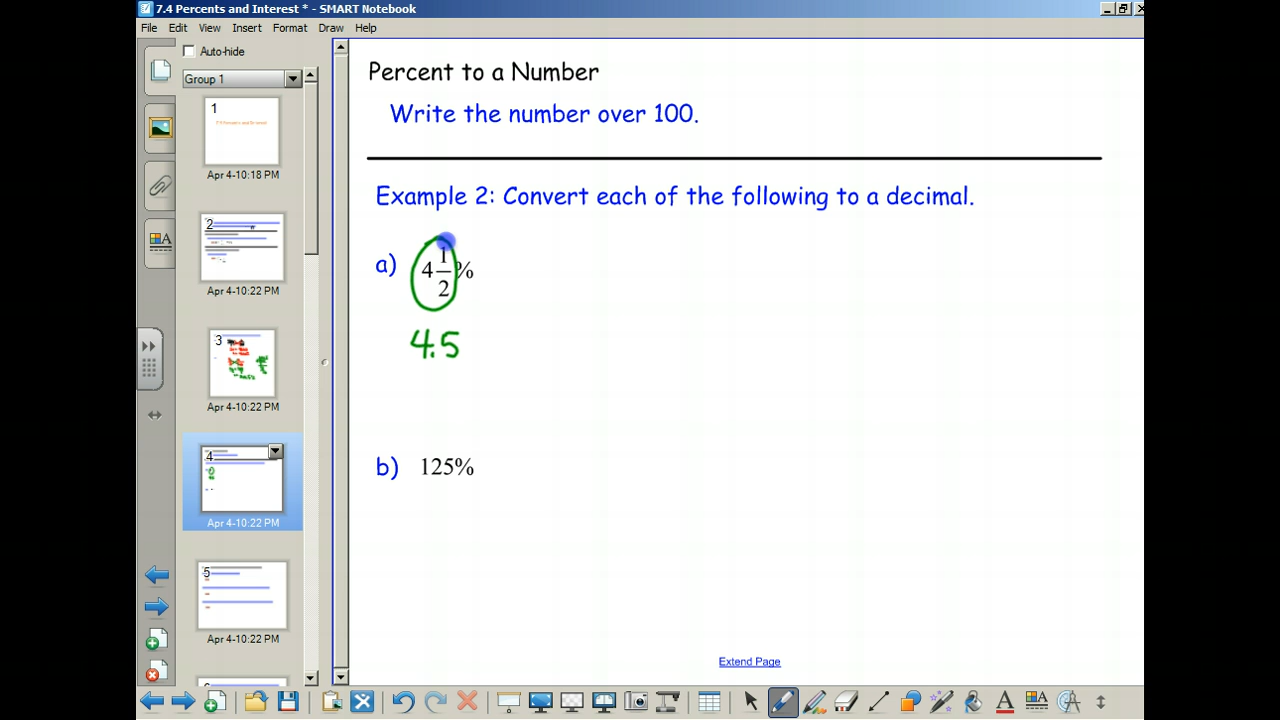 7.4 Percents and Interest * - SMART Notebook
File Edit View Insert Format Draw Help
Auto-hide
Group 1
1
Apr 4-10:18 PM
2
Apr 4-10:22 PM
3
Apr 4-10:22 PM
4
Apr 4-10:22 PM
5
Apr 4-10:22 PM
Percent to a Number
Write the number over 100.
Example 2: Convert each of the following to a decimal.
a) 4 1/2 %
4.5
b) 125%
Extend Page